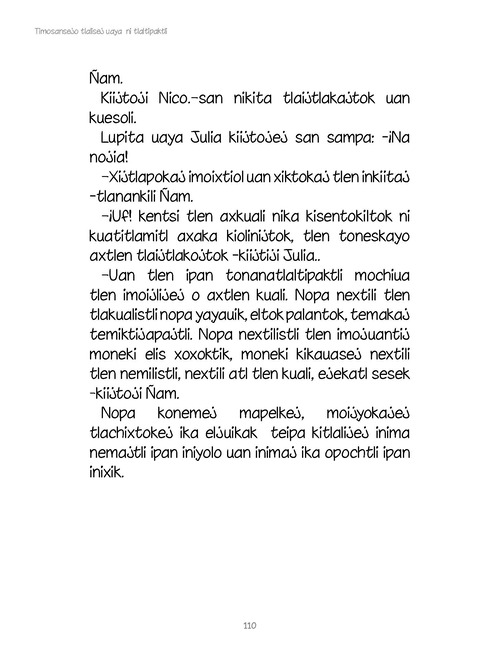 Timosansejo tlalisej uaya ni tlaltipaktli
Ñam.
Kiijtoji Nico.-san nikita tlaijtlakajtok uan
kuesoli.
Lupita uaya Julia kiijtojej san sampa: -¡Na
nojia!
–Xijtlapokaj imoixtiol uan xiktokaj tlen inkiitaj
-tlanankili Ñam.
–¡Uf! kentsi tlen axkuali nika kisentokiltok ni
kuatitlamitl axaka kiolinijtok, tlen toneskayo
axtlen tlaijtlakojtok -kiijtiji Julia..
–Uan tlen ipan tonanatlaltipaktli mochiua
tlen imoijlijej o axtlen kuali. Nopa nextili tlen
tlakualijtli nopa yayauik, eltok palantok, temakaj
temiktijapajtli. Nopa nextilijtli tlen imojuantij
moneki elis xoxoktik, moneki kikauasej nextili
tlen nemilistli, nextili atl tlen kuali, ejekatl sesek
-kiijtoji Ñam.
Nopa konemej mapelkej, moijyokajej
tlachixtokej ika eljuikak teipa kitlalijej inima
nemajtli ipan iniyolo uan inimaj ika opochtli ipan
inixik.
110